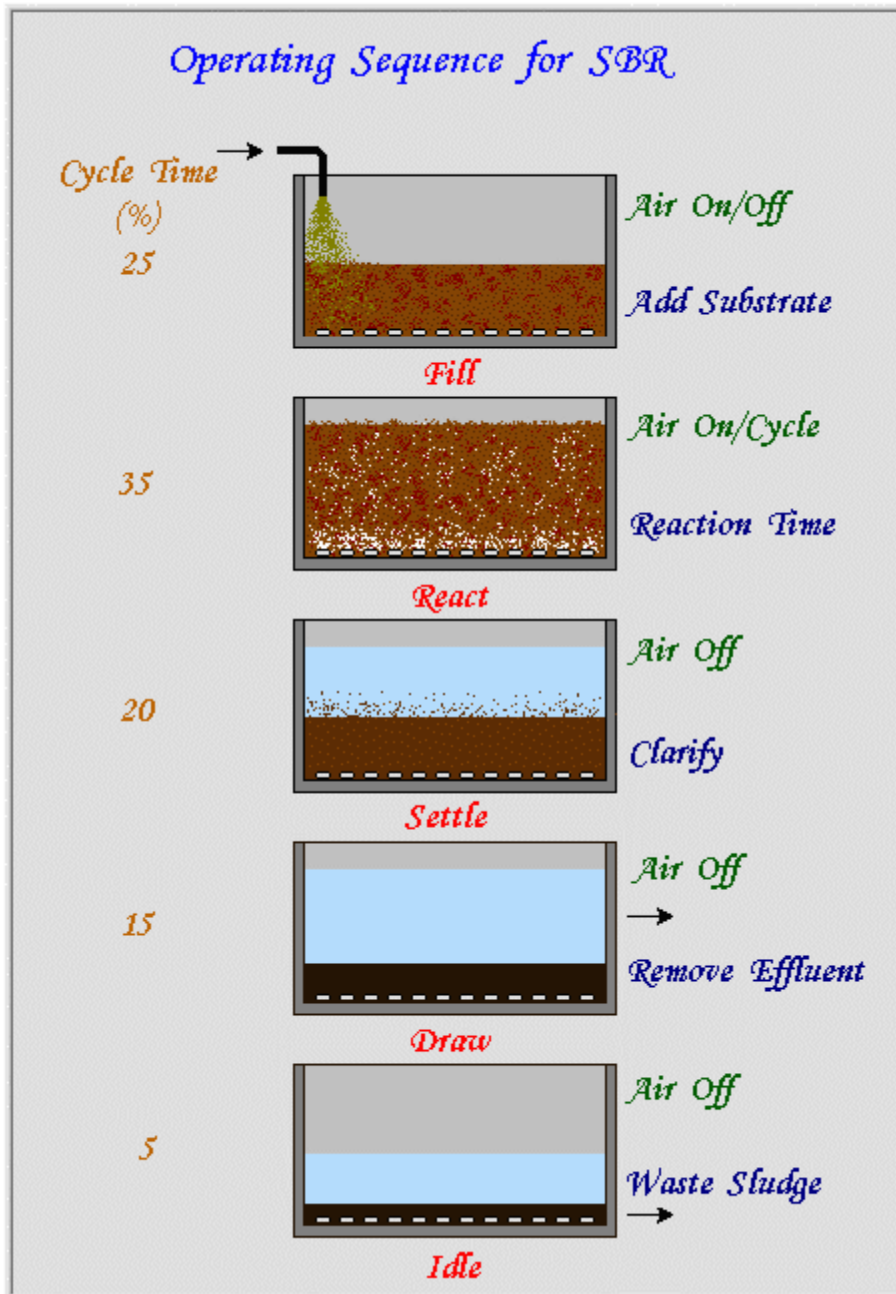 Operating Sequence for SBR
Cycle Time
(%)
25
Air On/Off
Add Substrate
Fill
35
Air On/Cycle
Reaction Time
React
20
Air Off
Clarify
Settle
15
Air Off
Remove Effluent
Draw
5
Air Off
Waste Sludge
Idle